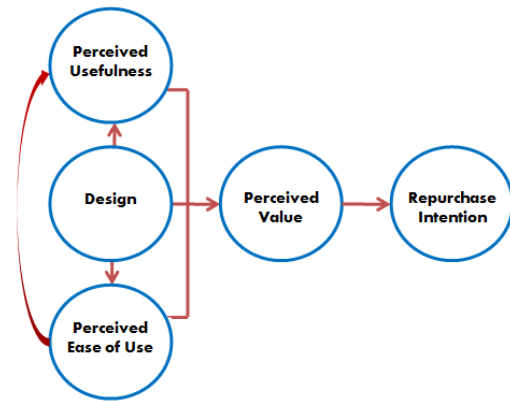 Perceived
Usefulness
Design
Perceived
Value
Repurchase
Intention
Perceived
Ease of Use